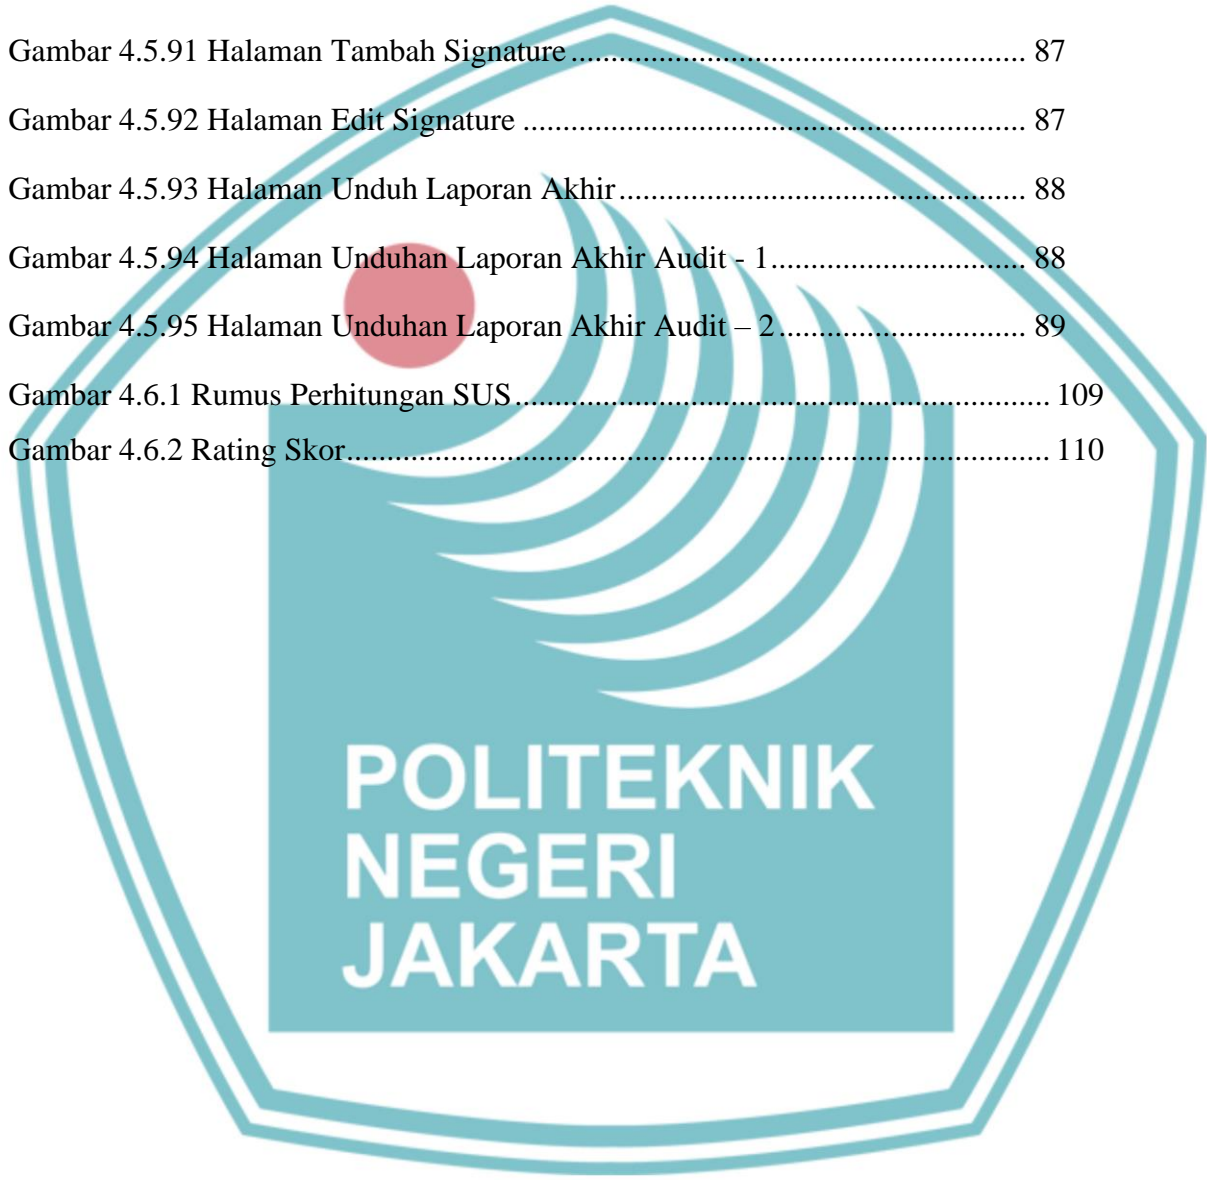 Gambar 4.5.91 Halaman Tambah Signature ......................................................... 87
Gambar 4.5.92 Halaman Edit Signature ............................................................... 87
Gambar 4.5.93 Halaman Unduh Laporan Akhir ................................................... 88
Gambar 4.5.94 Halaman Unduhan Laporan Akhir Audit - 1 ................................ 88
Gambar 4.5.95 Halaman Unduhan Laporan Akhir Audit – 2 ............................... 89
Gambar 4.6.1 Rumus Perhitungan SUS ................................................................... 109
Gambar 4.6.2 Rating Skor ........................................................................................ 110
POLITEKNIK
NEGERI
JAKARTA